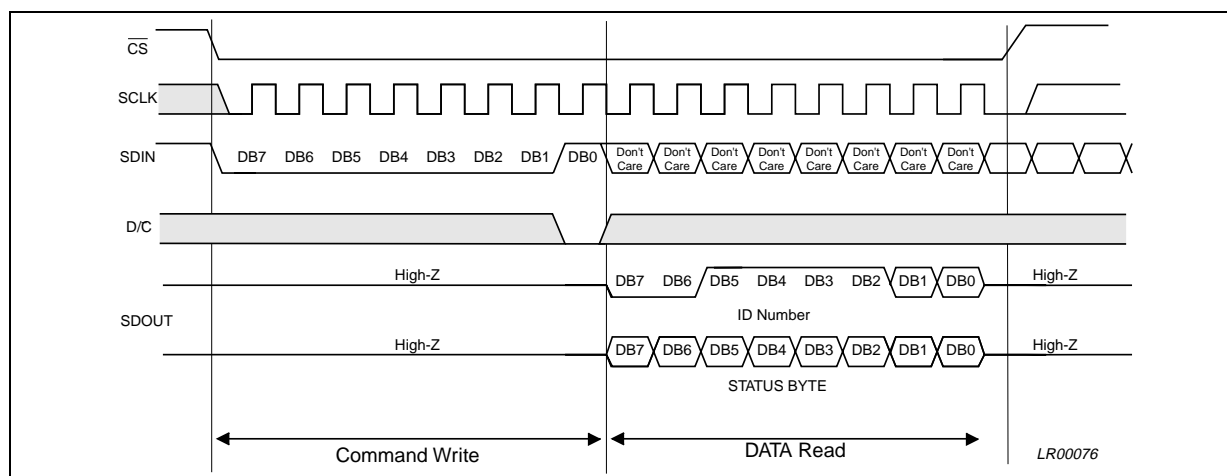 CS
SCLK
SDIN DB7 DB6 DB5 DB4 DB3 DB2 DB1 DB0 Don't Care Don't Care Don't Care Don't Care Don't Care Don't Care Don't Care Don't Care
D/C
High-Z DB7 DB6 DB5 DB4 DB3 DB2 DB1 DB0 High-Z
ID Number
SDOUT
High-Z DB7 DB6 DB5 DB4 DB3 DB2 DB1 DB0 High-Z
STATUS BYTE
Command Write DATA Read LR00076